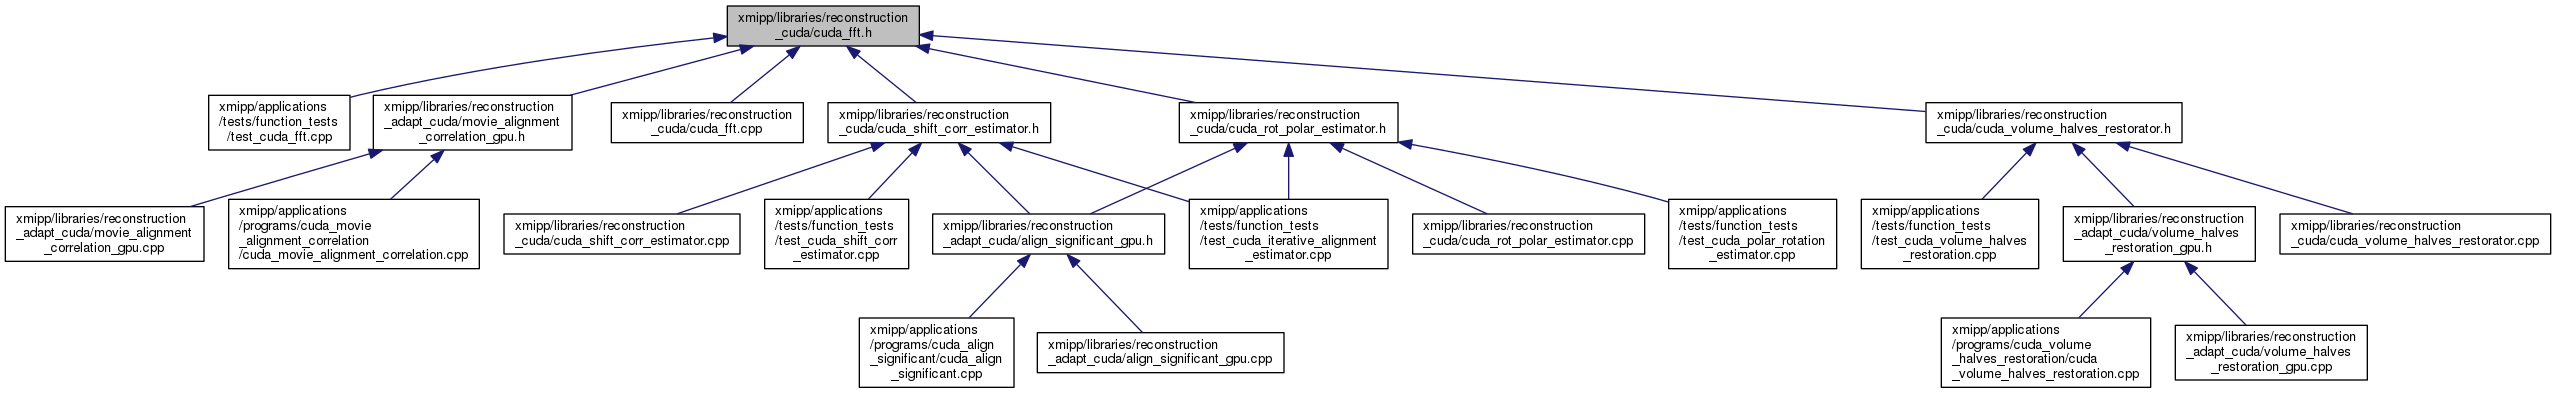 xmipp/libraries/reconstruction
_cuda/cuda_fft.h
xmipp/applications
/tests/function_tests
/test_cuda_fft.cpp
xmipp/libraries/reconstruction
_adapt_cuda/movie_alignment
_correlation_gpu.h
xmipp/libraries/reconstruction
_cuda/cuda_fft.cpp
xmipp/libraries/reconstruction
_cuda/cuda_shift_corr_estimator.h
xmipp/libraries/reconstruction
_cuda/cuda_rot_polar_estimator.h
xmipp/libraries/reconstruction
_cuda/cuda_volume_halves_restorator.h
xmipp/libraries/reconstruction
_adapt_cuda/movie_alignment
_correlation_gpu.cpp
xmipp/applications
/programs/cuda_movie
_alignment_correlation
/cuda_movie_alignment_correlation.cpp
xmipp/libraries/reconstruction
_cuda/cuda_shift_corr_estimator.cpp
xmipp/applications
/tests/function_tests
/test_cuda_shift_corr
_estimator.cpp
xmipp/libraries/reconstruction
_adapt_cuda/align_significant_gpu.h
xmipp/applications
/tests/function_tests
/test_cuda_iterative_alignment
_estimator.cpp
xmipp/libraries/reconstruction
_cuda/cuda_rot_polar_estimator.cpp
xmipp/applications
/tests/function_tests
/test_cuda_polar_rotation
_estimator.cpp
xmipp/applications
/tests/function_tests
/test_cuda_volume_halves
_restoration.cpp
xmipp/libraries/reconstruction
_adapt_cuda/volume_halves
_restoration_gpu.h
xmipp/libraries/reconstruction
_cuda/cuda_volume_halves_restorator.cpp
xmipp/applications
/programs/cuda_align
_significant/cuda_align
_significant.cpp
xmipp/libraries/reconstruction
_adapt_cuda/align_significant_gpu.cpp
xmipp/applications
/programs/cuda_volume
_halves_restoration/cuda
_volume_halves_restoration.cpp
xmipp/libraries/reconstruction
_adapt_cuda/volume_halves
_restoration_gpu.cpp